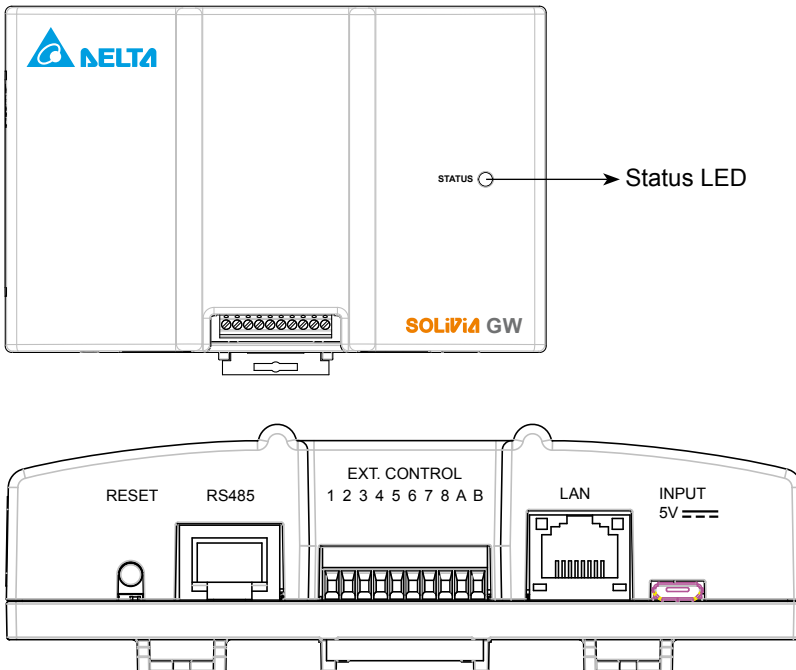 DELTA
STATUS
Status LED
SOLiViA GW
EXT. CONTROL
RESET RS485 1 2 3 4 5 6 7 8 A B LAN INPUT
5V